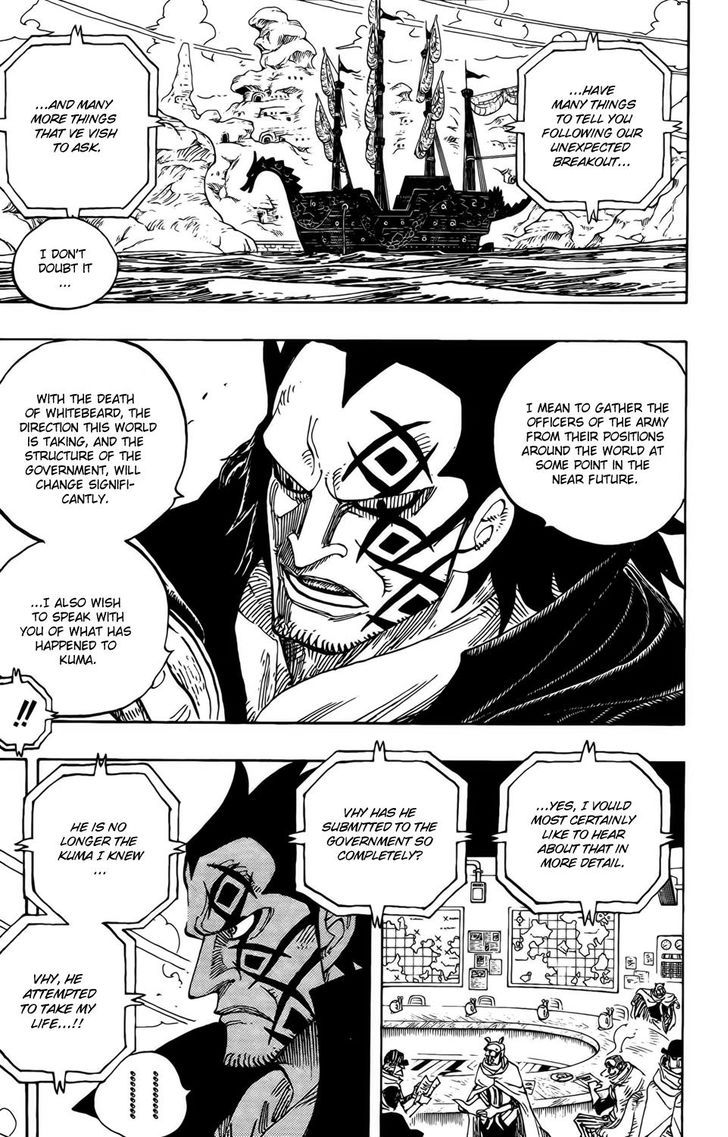 ...HAVE
MANY THINGS
TO TELL YOU
FOLLOWING OUR
UNEXPECTED
BREAKOUT...
...AND MANY
MORE THINGS
THAT VE VISH
TO ASK.
I DON'T
DOUBT IT
...
I MEAN TO GATHER THE
OFFICERS OF THE ARMY
FROM THEIR POSITIONS
AROUND THE WORLD AT
SOME POINT IN THE
NEAR FUTURE.
WITH THE DEATH
OF WHITEBEARD, THE
DIRECTION THIS WORLD
IS TAKING, AND THE
STRUCTURE OF THE
GOVERNMENT, WILL
CHANGE SIGNIFI-
CANTLY.
...I ALSO WISH
TO SPEAK WITH
YOU OF WHAT HAS
HAPPENED TO
KUMA.
!!
...YES, I VOULD
MOST CERTAINLY
LIKE TO HEAR
ABOUT THAT IN
MORE DETAIL.
VHY HAS HE
SUBMITTED TO THE
GOVERNMENT SO
COMPLETELY?
HE IS NO
LONGER THE
KUMA I KNEW
...
VHY, HE
ATTEMPTED
TO TAKE MY
LIFE...!!
.........
.........